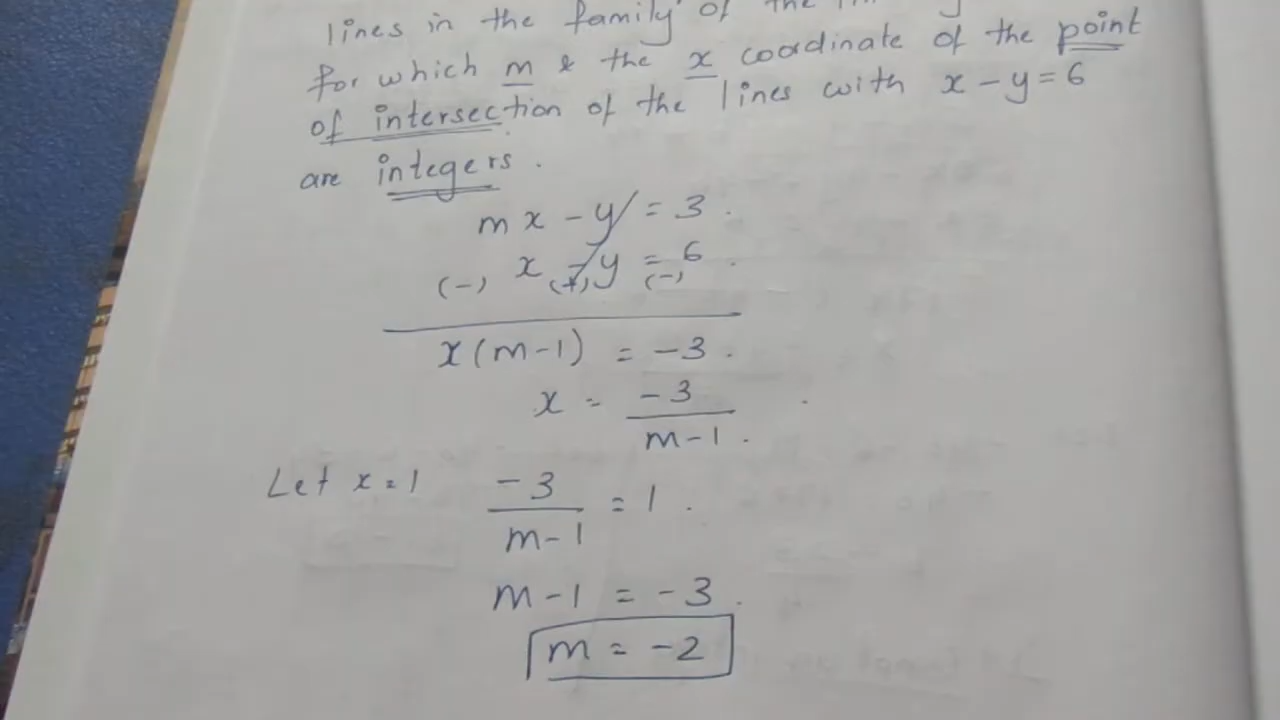 lines in the family of the
for which m & the x coordinate of the point
of intersection of the lines with x - y = 6
are integers.
mx - y = 3.
x - y = 6.
(-) (+) (-)
x(m-1) = -3.
x = -3/m-1.
Let x = 1 -3/m-1 = 1.
m-1 = -3.
m = -2